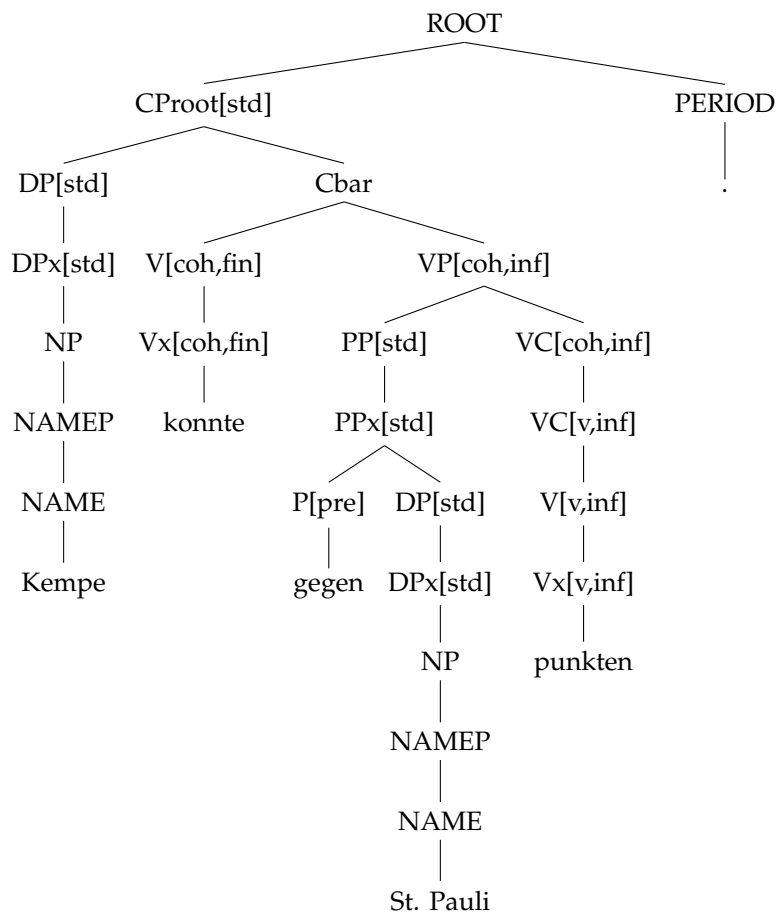 ROOT
CProot[std] PERIOD
DP[std] Cbar .
DPx[std] V[coh,fin] VP[coh,inf]
NP Vx[coh,fin] PP[std] VC[coh,inf]
NAMEP konnte PPx[std] VC[v,inf]
NAME P[pre] DP[std] V[v,inf]
Kempe gegen DPx[std] Vx[v,inf]
NP punkten
NAMEP
NAME
St. Pauli